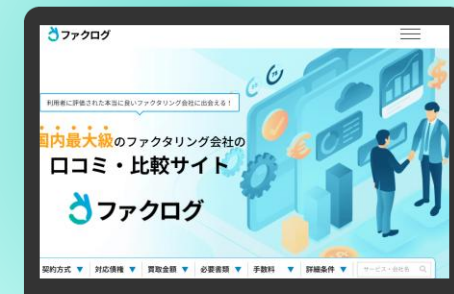 ファクログ
利用者に評価された本当に良いファクタリング会社に出会える！
国内最大級のファクタリング会社の
口コミ・比較サイト
ファクログ
契約方式 ▼ 対応債権 ▼ 買取金額 ▼ 必要書類 ▼ 手数料 ▼ 詳細条件 ▼ サービス・会社名